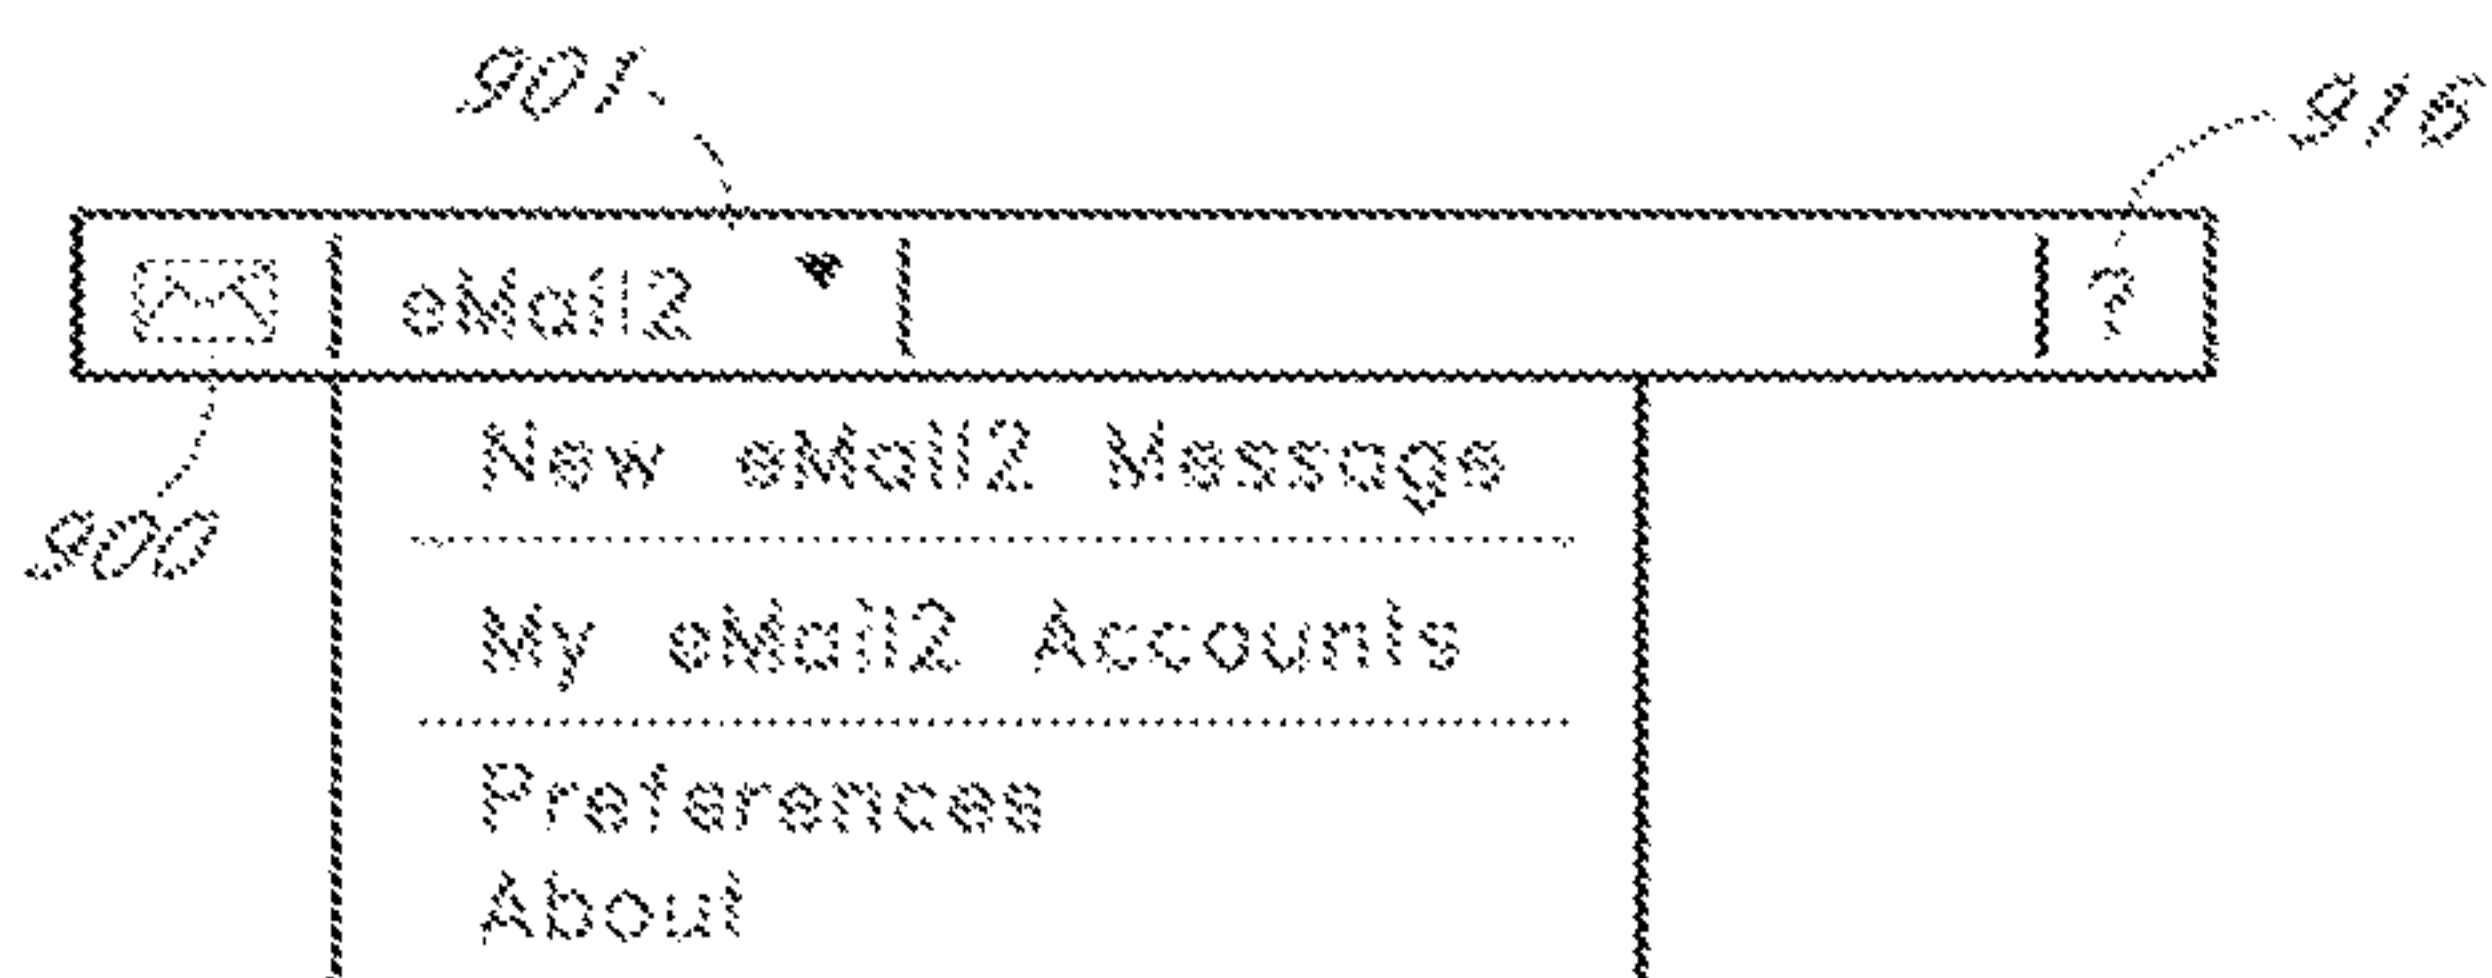 901
916
eMail2 ?
900
New eMail2 Message
My eMail2 Accounts
Preferences
About